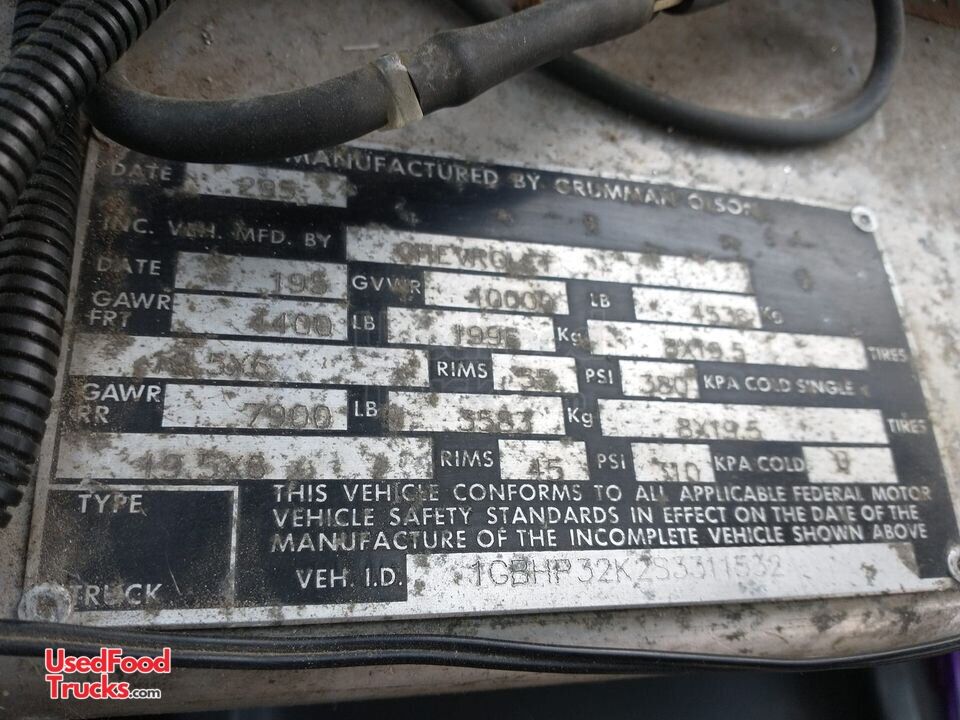 MANUFACTURED BY GRUMMAN OLSON
DATE 295
INC. VEH. MFD. BY CHEVROLET
DATE 195 GVWR 10000 LB 4536 Kg
GAWR FRT 4400 LB 1996 Kg 8X19.5 TIRES
19.5X6 RIMS 55 PSI 380 KPA COLD SINGLE
GAWR RR 7900 LB 3583 Kg 8X19.5 TIRES
19.5X6 RIMS 45 PSI 310 KPA COLD
TYPE
TRUCK
THIS VEHICLE CONFORMS TO ALL APPLICABLE FEDERAL MOTOR
VEHICLE SAFETY STANDARDS IN EFFECT ON THE DATE OF THE
MANUFACTURE OF THE INCOMPLETE VEHICLE SHOWN ABOVE
VEH. I.D. 1GBHP32K2S3311532
UsedFood
Trucks.com